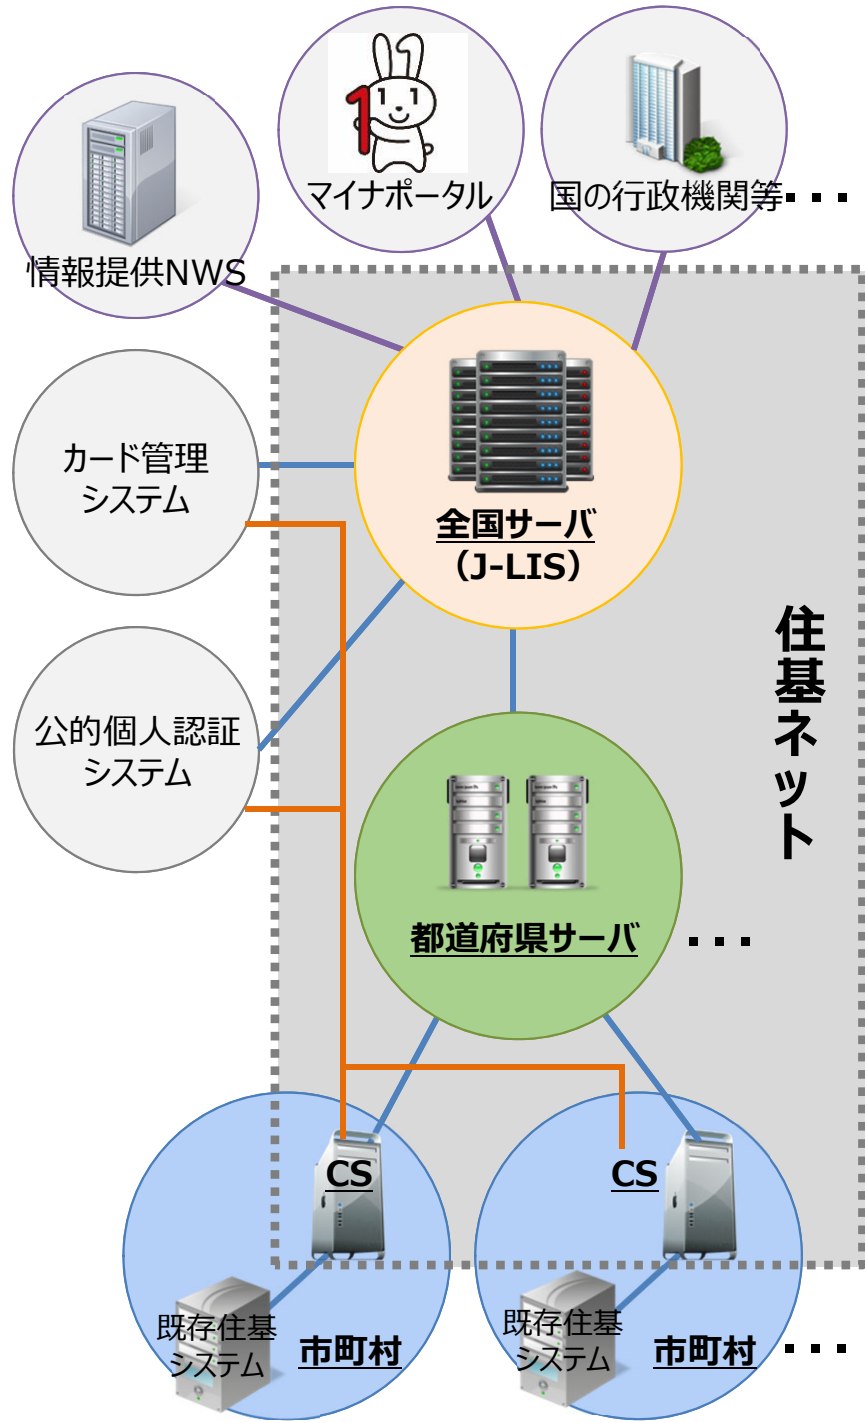 マイナポータル
国の行政機関等・・・
情報提供NWS
カード管理
システム
全国サーバ
（J-LIS）
住基ネット
公的個人認証
システム
都道府県サーバ
・・・
CS
CS
既存住基
システム
市町村
既存住基
システム
市町村
・・・